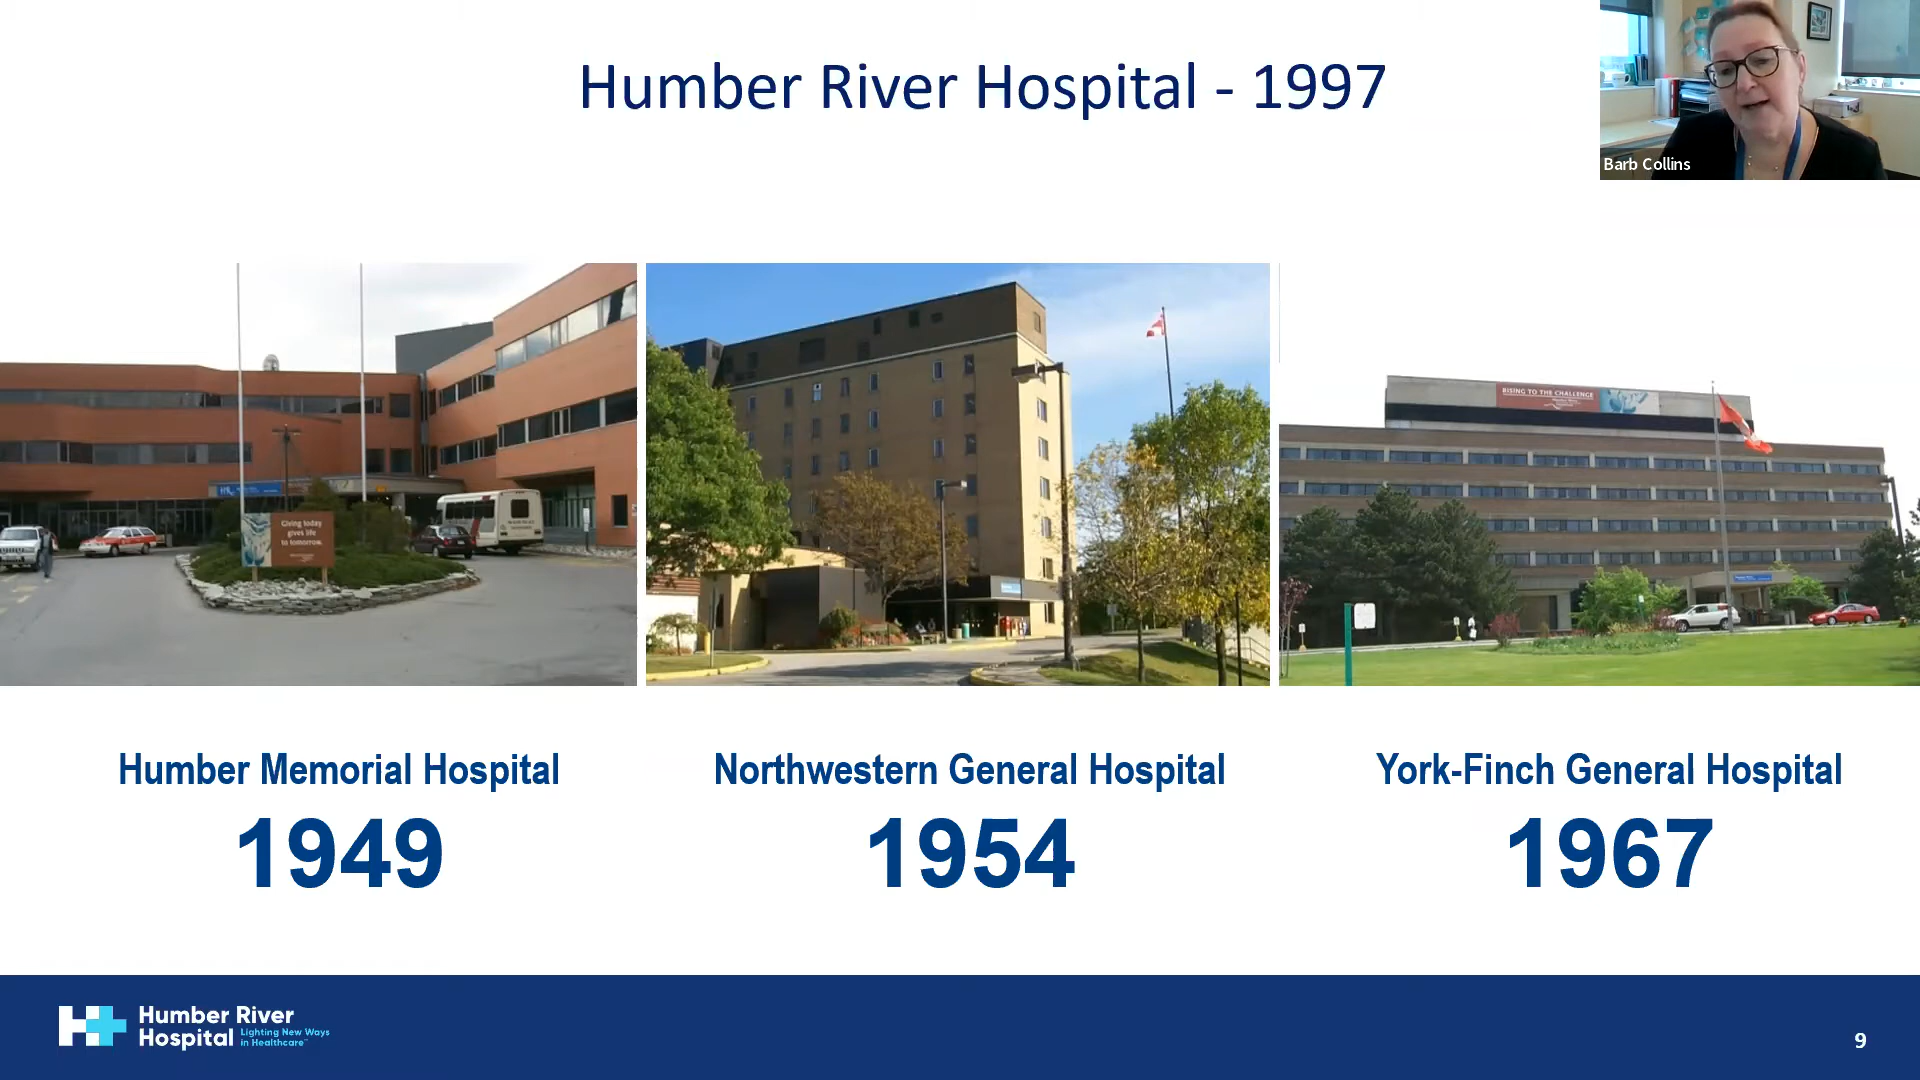 Humber River Hospital - 1997
Barb Collins
RISING TO THE CHALLENGE
Giving today
gives life
to tomorrow.
Humber Memorial Hospital
Northwestern General Hospital
York-Finch General Hospital
1949
1954
1967
Humber River
Hospital
Lighting New Ways
in Healthcare™
9